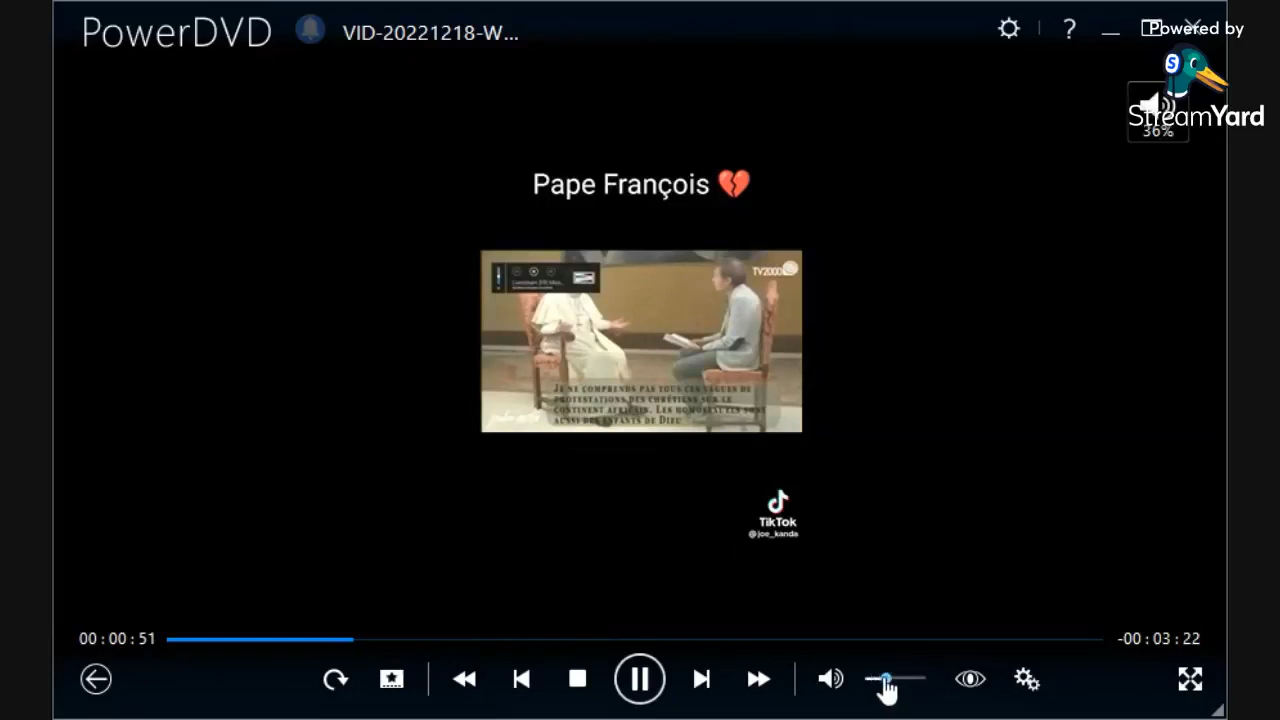 PowerDVD
VID-20221218-W...
?
Powered by
StreamYard
36%
Pape François
TV2000
JE NE COMPRENDS PAS TOUS CES VAGUES DE
PROTESTATIONS DES CHRÉTIENS SUR LE
CONTINENT AFRICAIN. LES HOMOSEXUELS SONT
AUSSI DES ENFANTS DE DIEU
TikTok
@joe_kanda
00:00:51
-00:03:22